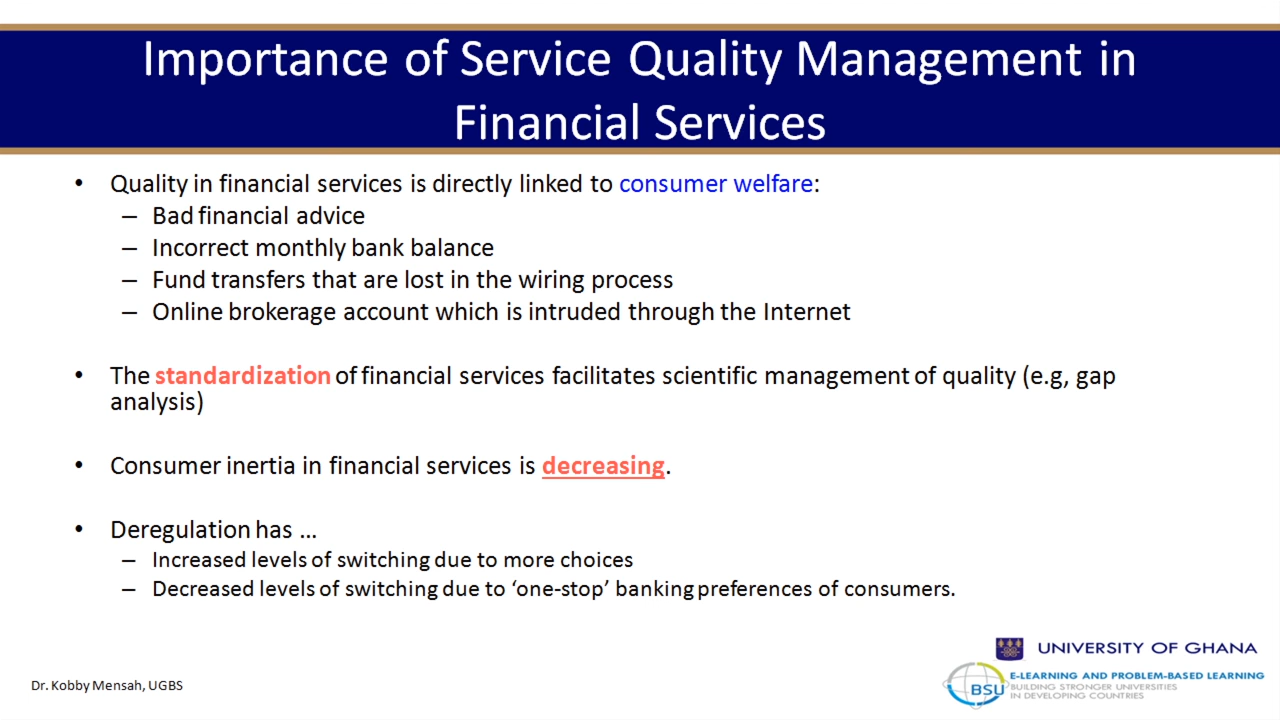 Importance of Service Quality Management in
Financial Services
• Quality in financial services is directly linked to consumer welfare:
– Bad financial advice
– Incorrect monthly bank balance
– Fund transfers that are lost in the wiring process
– Online brokerage account which is intruded through the Internet
• The standardization of financial services facilitates scientific management of quality (e.g, gap
analysis)
• Consumer inertia in financial services is decreasing.
• Deregulation has …
– Increased levels of switching due to more choices
– Decreased levels of switching due to ‘one-stop’ banking preferences of consumers.
UNIVERSITY OF GHANA
Dr. Kobby Mensah, UGBS
BSU
E-LEARNING AND PROBLEM-BASED LEARNING
BUILDING STRONGER UNIVERSITIES
IN DEVELOPING COUNTRIES